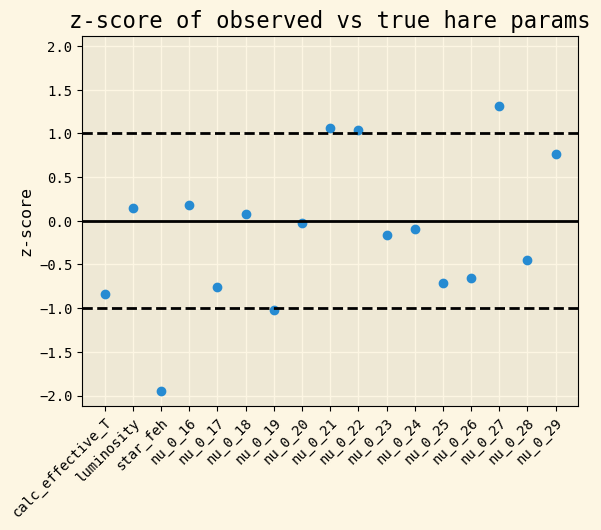 z-score of observed vs true hare params
z-score
2.0
1.5
1.0
0.5
0.0
−0.5
−1.0
−1.5
−2.0
calc_effective_T
luminosity
star_feh
nu_0_16
nu_0_17
nu_0_18
nu_0_19
nu_0_20
nu_0_21
nu_0_22
nu_0_23
nu_0_24
nu_0_25
nu_0_26
nu_0_27
nu_0_28
nu_0_29